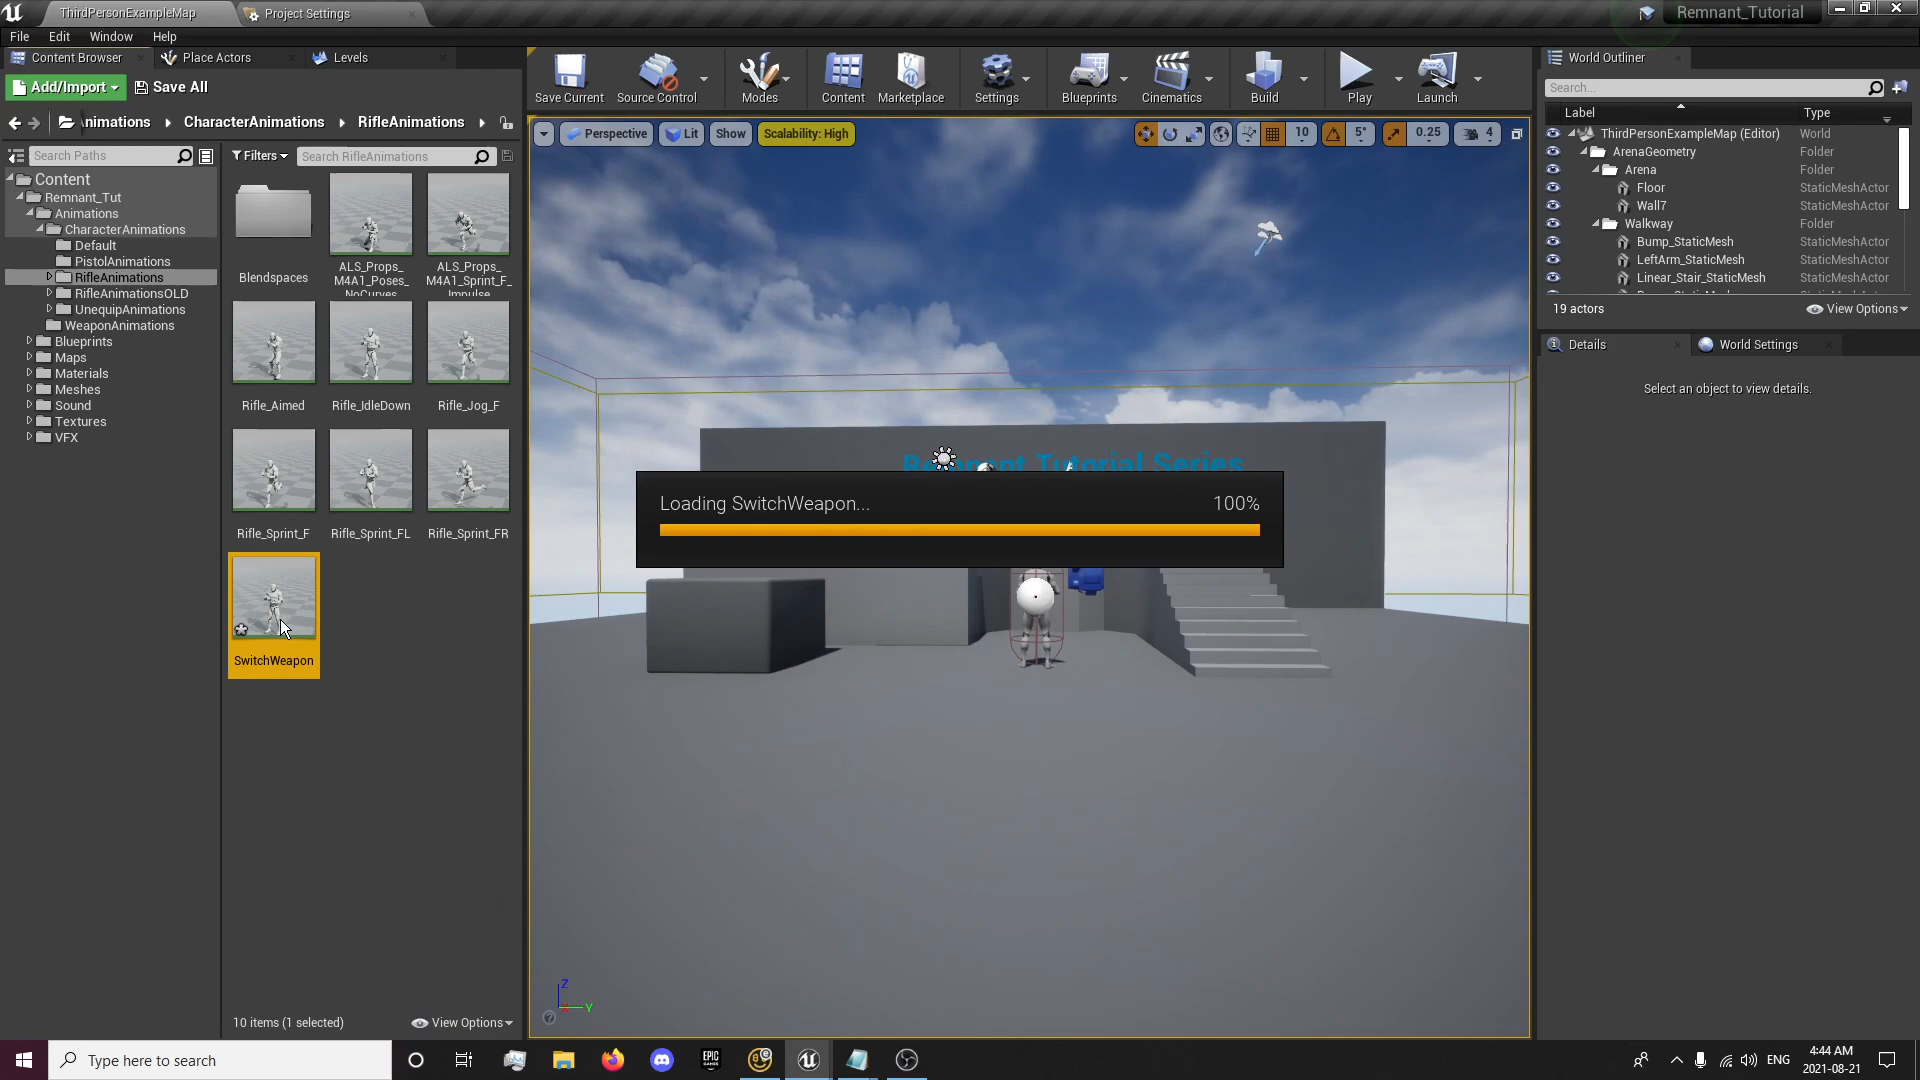 ThirdPersonExampleMap
Project Settings
Remnant_Tutorial
File Edit Window Help
Content Browser
Place Actors
Levels
World Outliner
Add/Import
Save All
Save Current
Source Control
Modes
Content
Marketplace
Settings
Blueprints
Cinematics
Build
Play
Launch
Search...
nimations CharacterAnimations RifleAnimations
Label Type
Search Paths
Filters
Search RifleAnimations
Perspective
Lit
Show
Scalability: High
10
5°
0.25
4
ThirdPersonExampleMap (Editor) World
ArenaGeometry Folder
Arena Folder
Floor StaticMeshActor
Wall7 StaticMeshActor
Walkway Folder
Bump_StaticMesh StaticMeshActor
LeftArm_StaticMesh StaticMeshActor
Linear_Stair_StaticMesh StaticMeshActor
19 actors
View Options
Details
World Settings
Select an object to view details.
Content
Remnant_Tut
Animations
CharacterAnimations
Default
PistolAnimations
RifleAnimations
RifleAnimationsOLD
UnequipAnimations
WeaponAnimations
Blueprints
Maps
Materials
Meshes
Sound
Textures
VFX
Blendspaces
ALS_Props_
M4A1_Poses_
NoCurves
ALS_Props_
M4A1_Sprint_F_
Impulse
Rifle_Aimed
Rifle_IdleDown
Rifle_Jog_F
Rifle_Sprint_F
Rifle_Sprint_FL
Rifle_Sprint_FR
SwitchWeapon
Remnant Tutorial Series
Loading SwitchWeapon... 100%
Z
X
Y
10 items (1 selected)
View Options
Type here to search
EPIC
GAMES
ENG
4:44 AM
2021-08-21